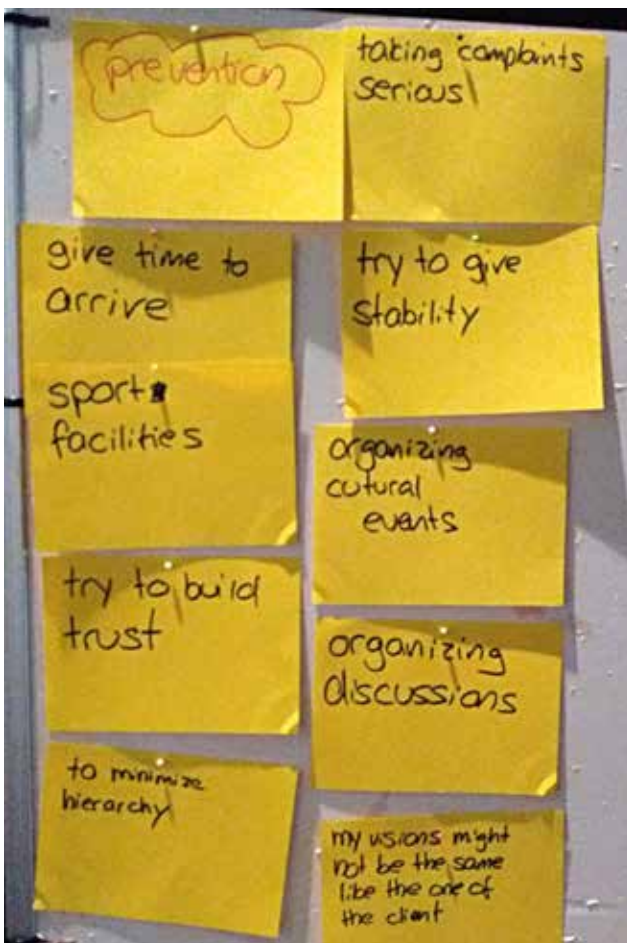 prevention
taking complaints
serious
give time to
arrive
try to give
stability
sport
facilities
organizing
cutural
events
try to build
trust
organizing
discussions
to minimize
hierarchy
my visions might
not be the same
like the one of
the client